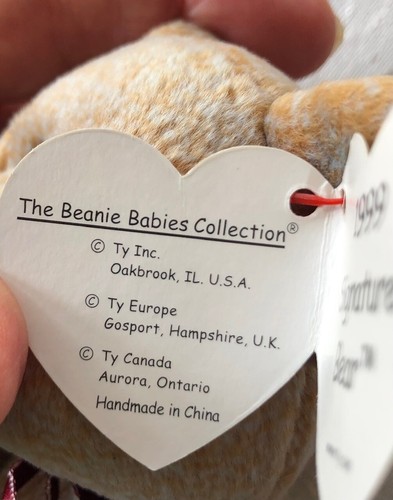 The Beanie Babies Collection®
© Ty Inc.
Oakbrook, IL. U.S.A.
© Ty Europe
Gosport, Hampshire, U.K.
© Ty Canada
Aurora, Ontario
Handmade in China
1999
Signature
Bear™